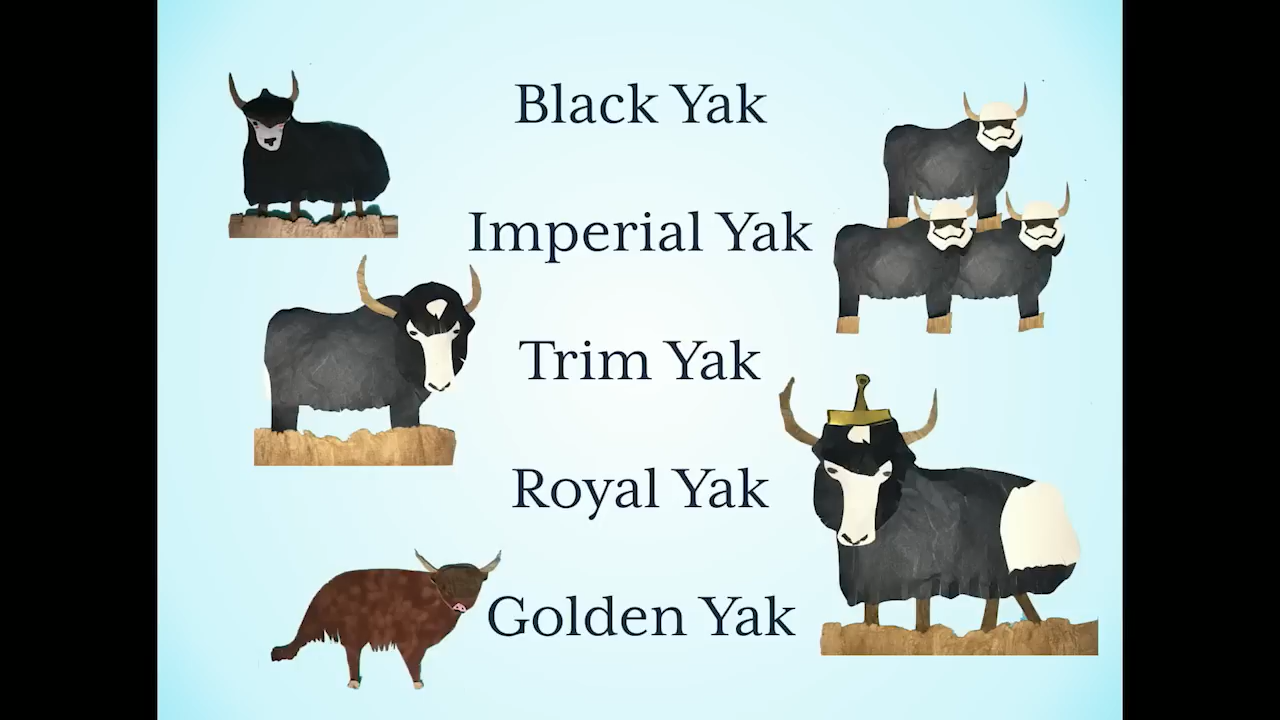 Black Yak
Imperial Yak
Trim Yak
Royal Yak
Golden Yak